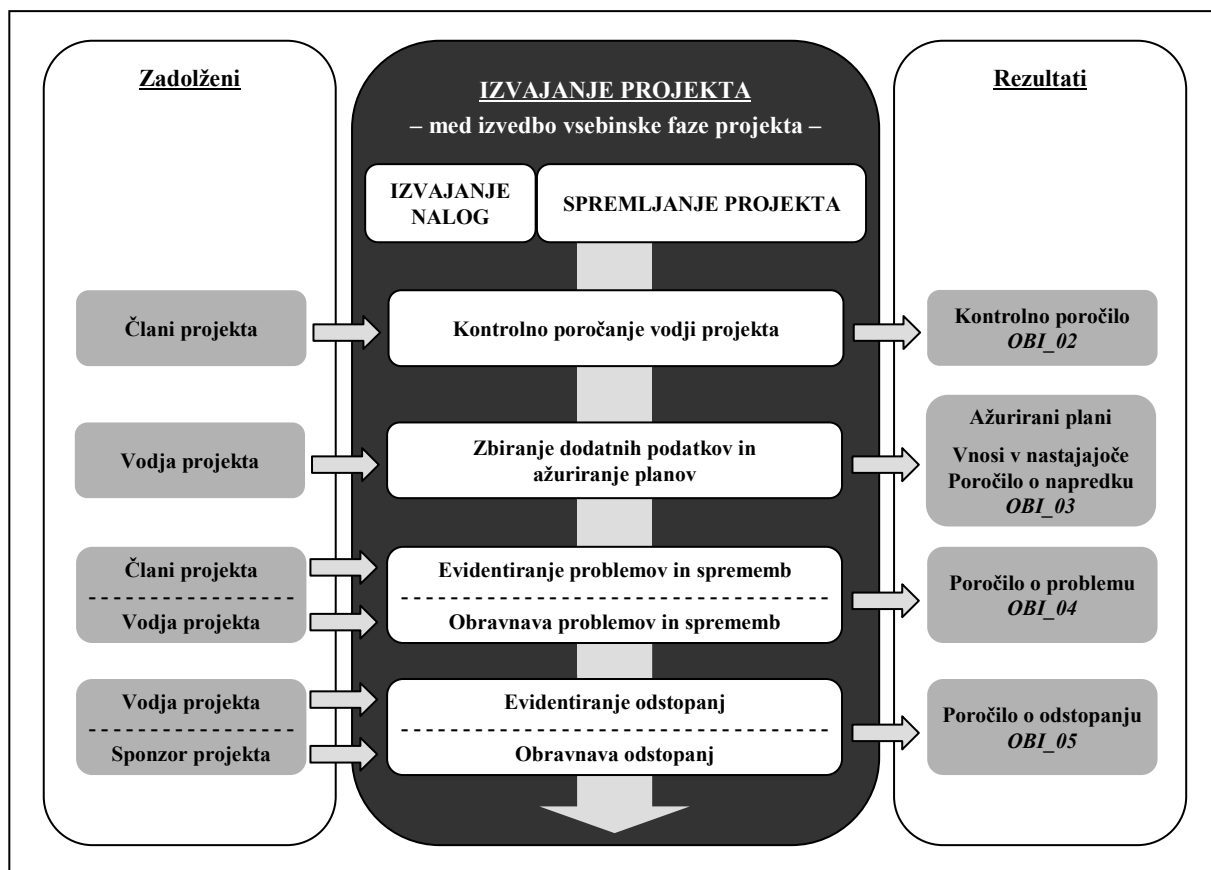 Zadolženi
IZVAJANJE PROJEKTA
– med izvedbo vsebinske faze projekta –
Rezultati
IZVAJANJE
NALOG
SPREMLJANJE PROJEKTA
Člani projekta
Kontrolno poročanje vodji projekta
Kontrolno poročilo
OBI_02
Vodja projekta
Zbiranje dodatnih podatkov in
ažuriranje planov
Ažurirani plani
Vnosi v nastajajoče
Poročilo o napredku
OBI_03
Člani projekta
Evidentiranje problemov in sprememb
Vodja projekta
Obravnava problemov in sprememb
Poročilo o problemu
OBI_04
Vodja projekta
Evidentiranje odstopanj
Sponzor projekta
Obravnava odstopanj
Poročilo o odstopanju
OBI_05